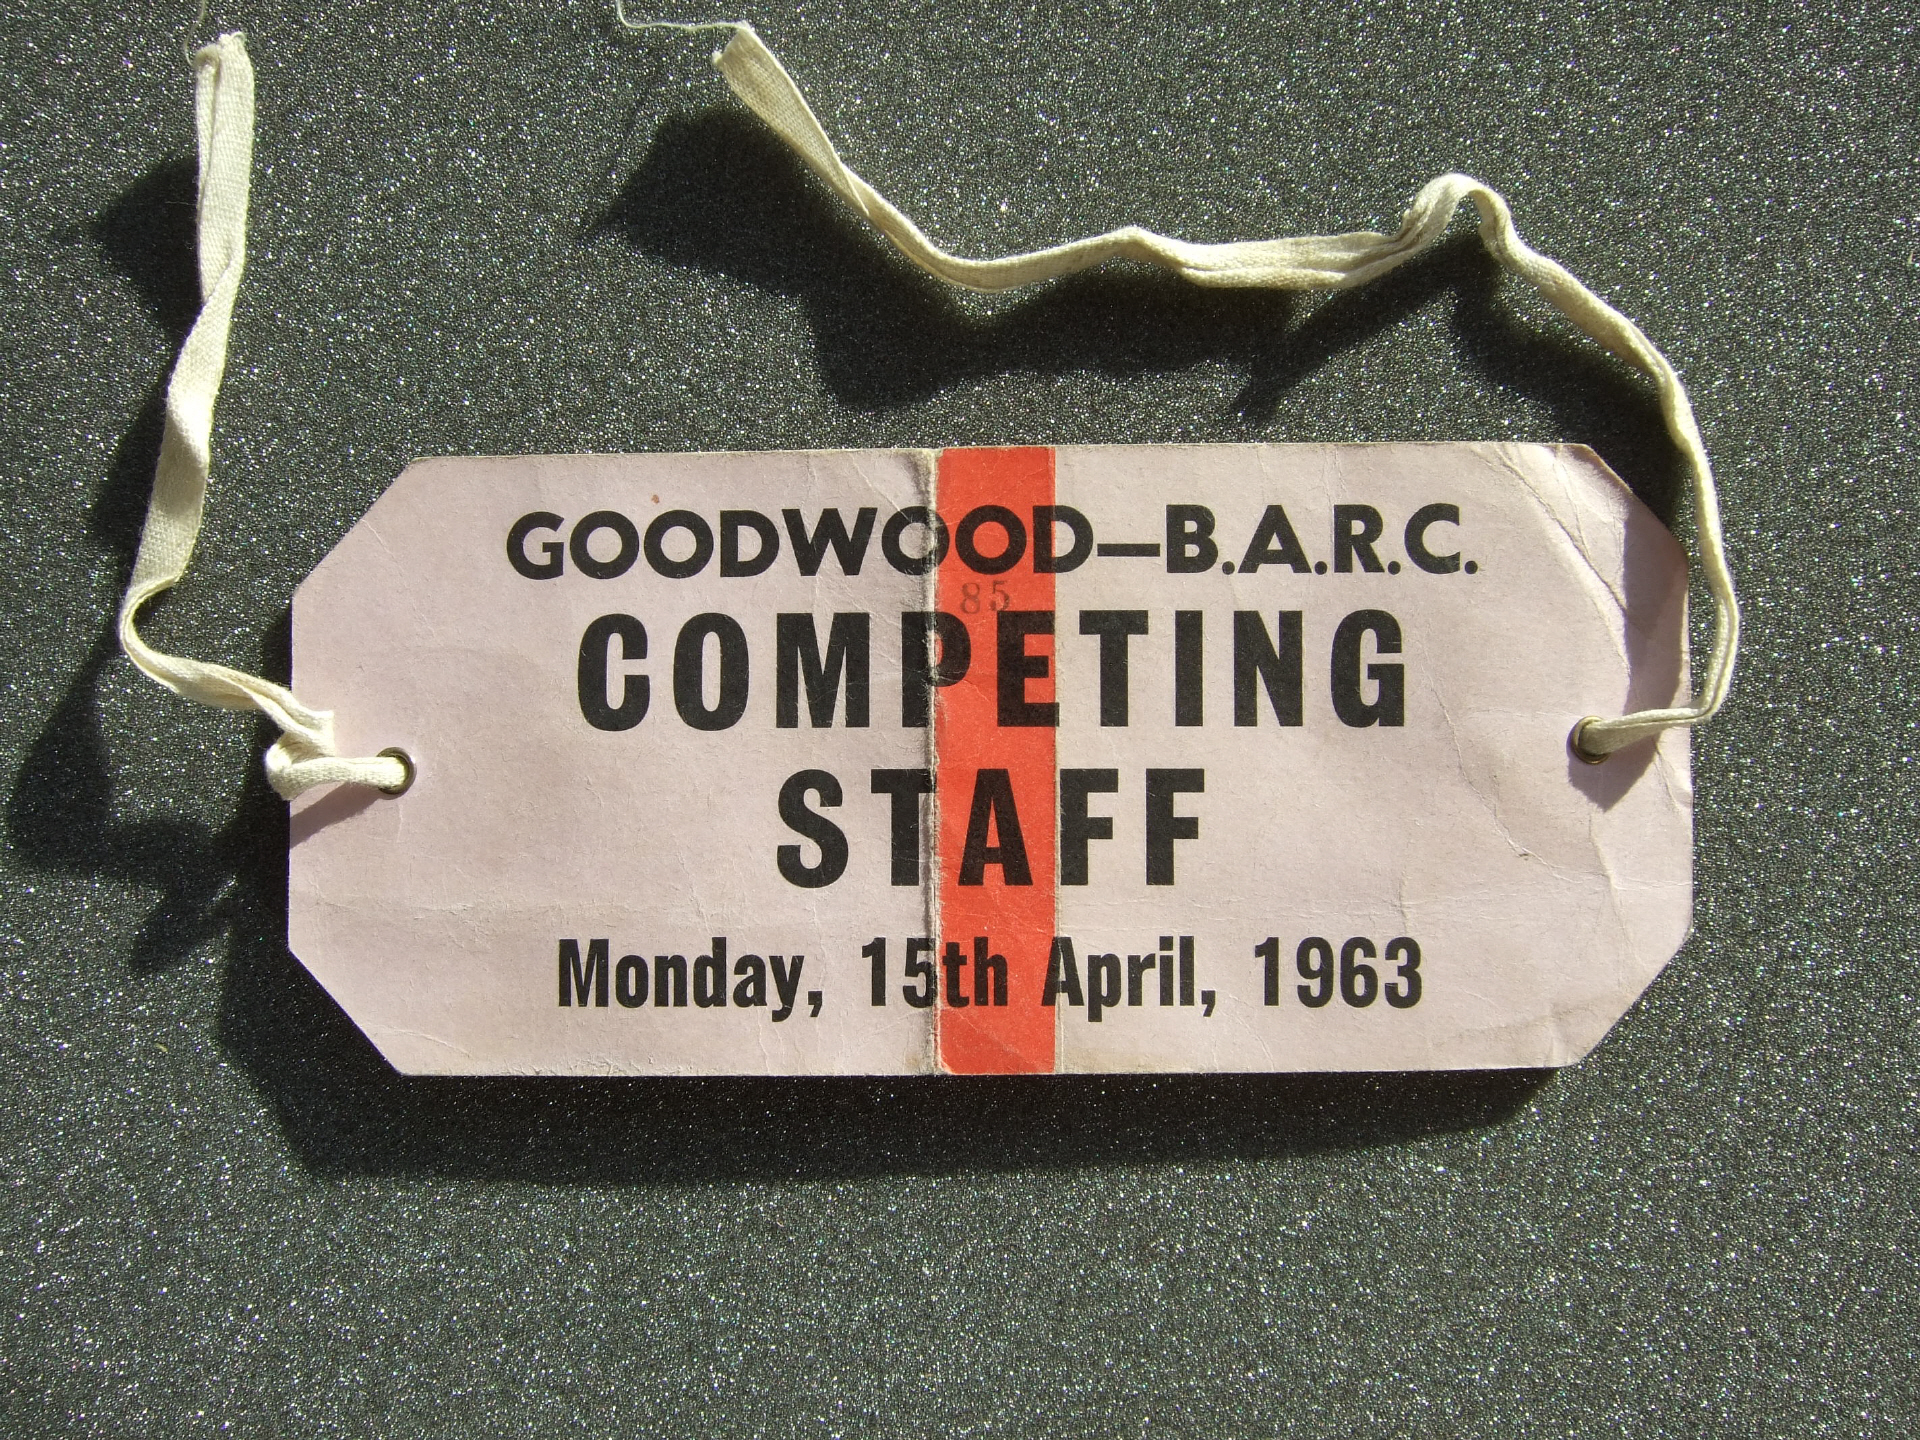 GOODWOOD—B.A.R.C.
85
COMPETING
STAFF
Monday, 15th April, 1963